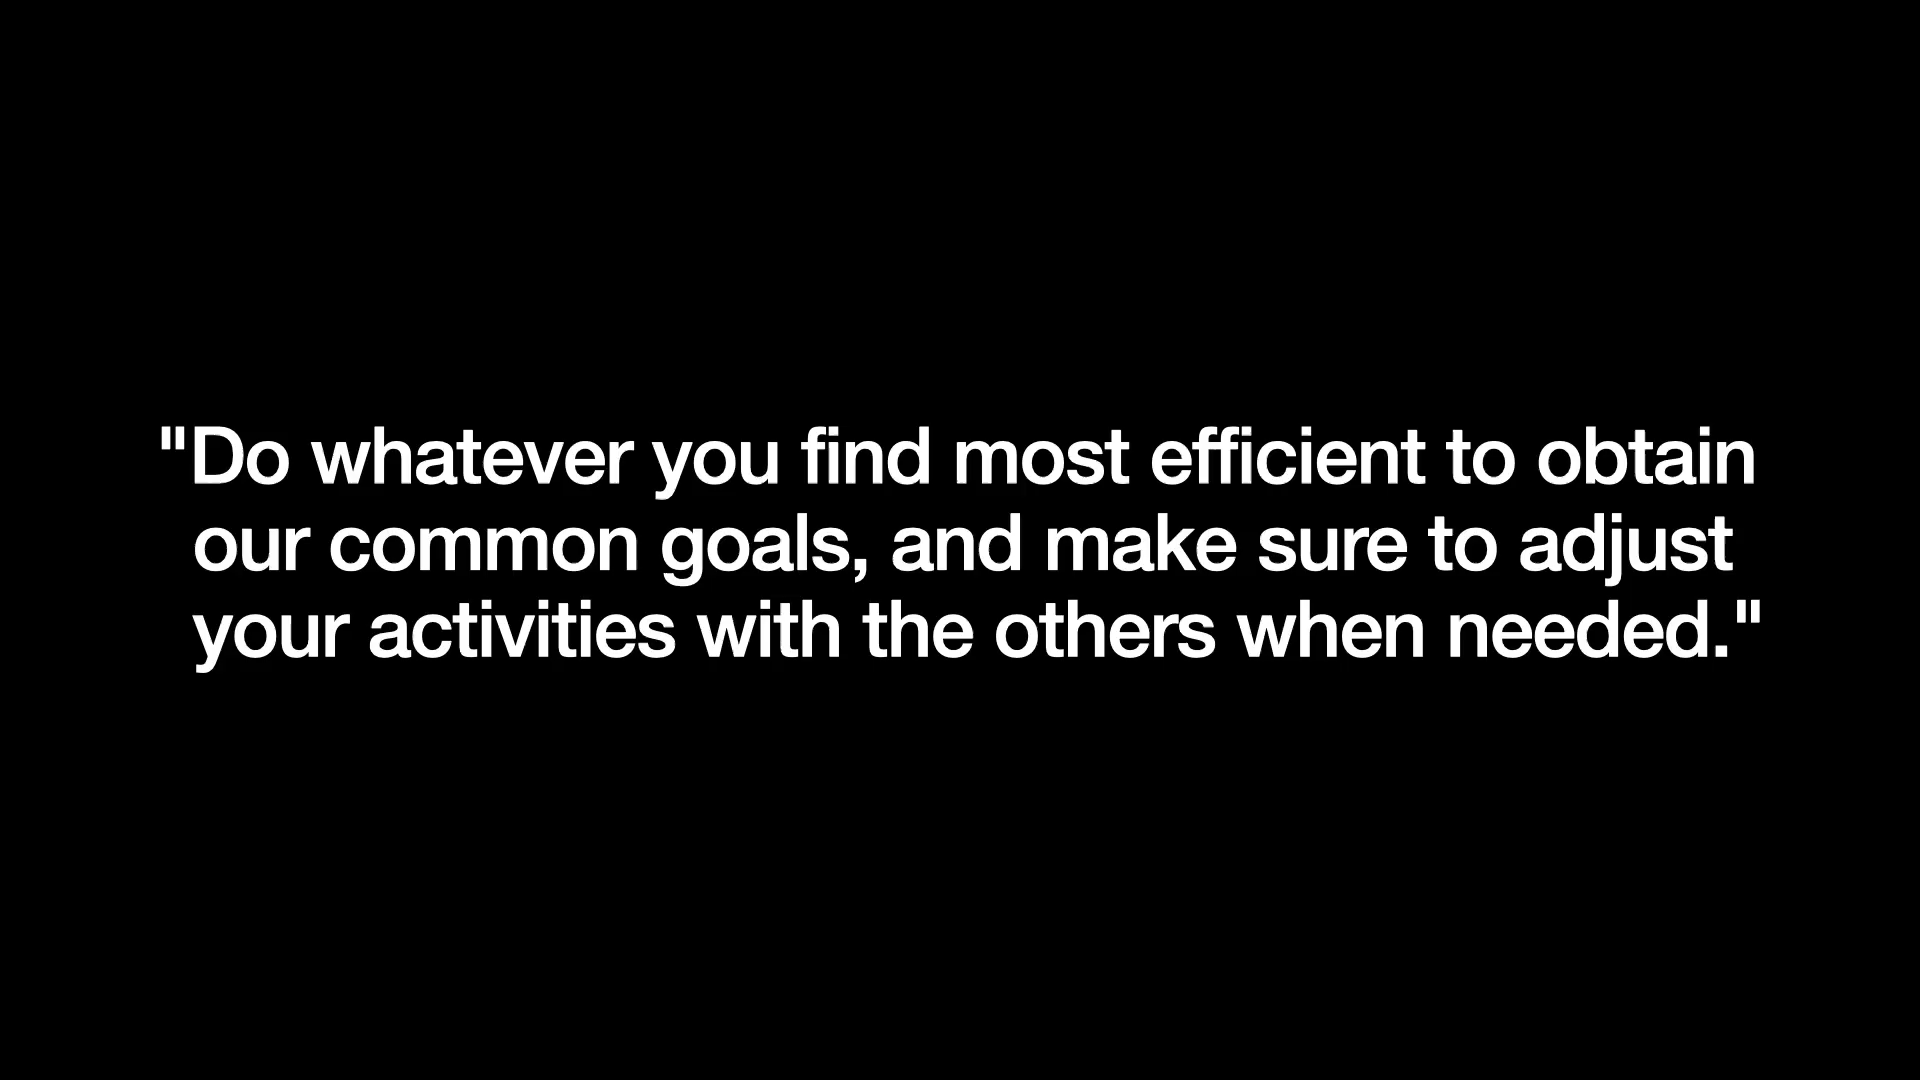 "Do whatever you find most efficient to obtain
our common goals, and make sure to adjust
your activities with the others when needed."